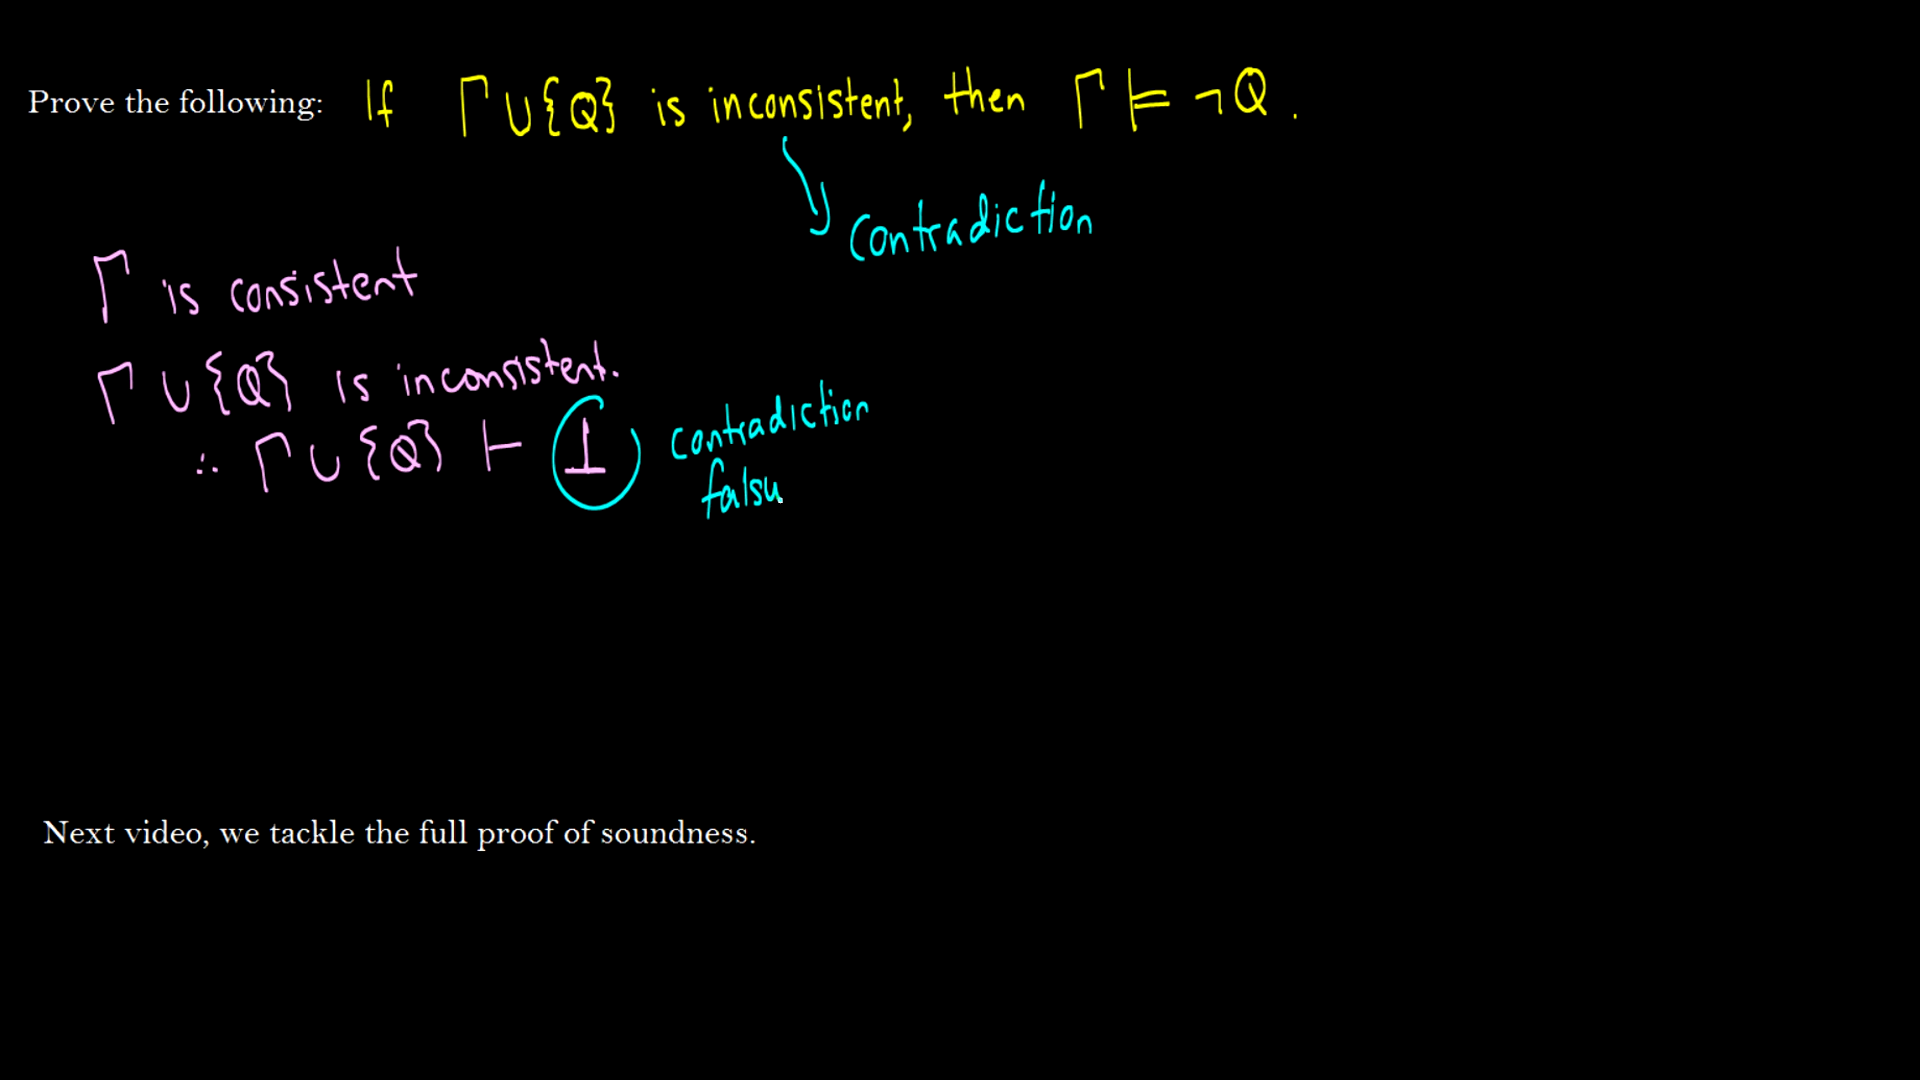 Prove the following: If Γ∪{Q} is inconsistent, then Γ ⊨ ¬Q.
contradiction
Γ is consistent
Γ∪{Q} is inconsistent.
∴ Γ∪{Q} ⊢ ⊥ contradiction
falsu
Next video, we tackle the full proof of soundness.